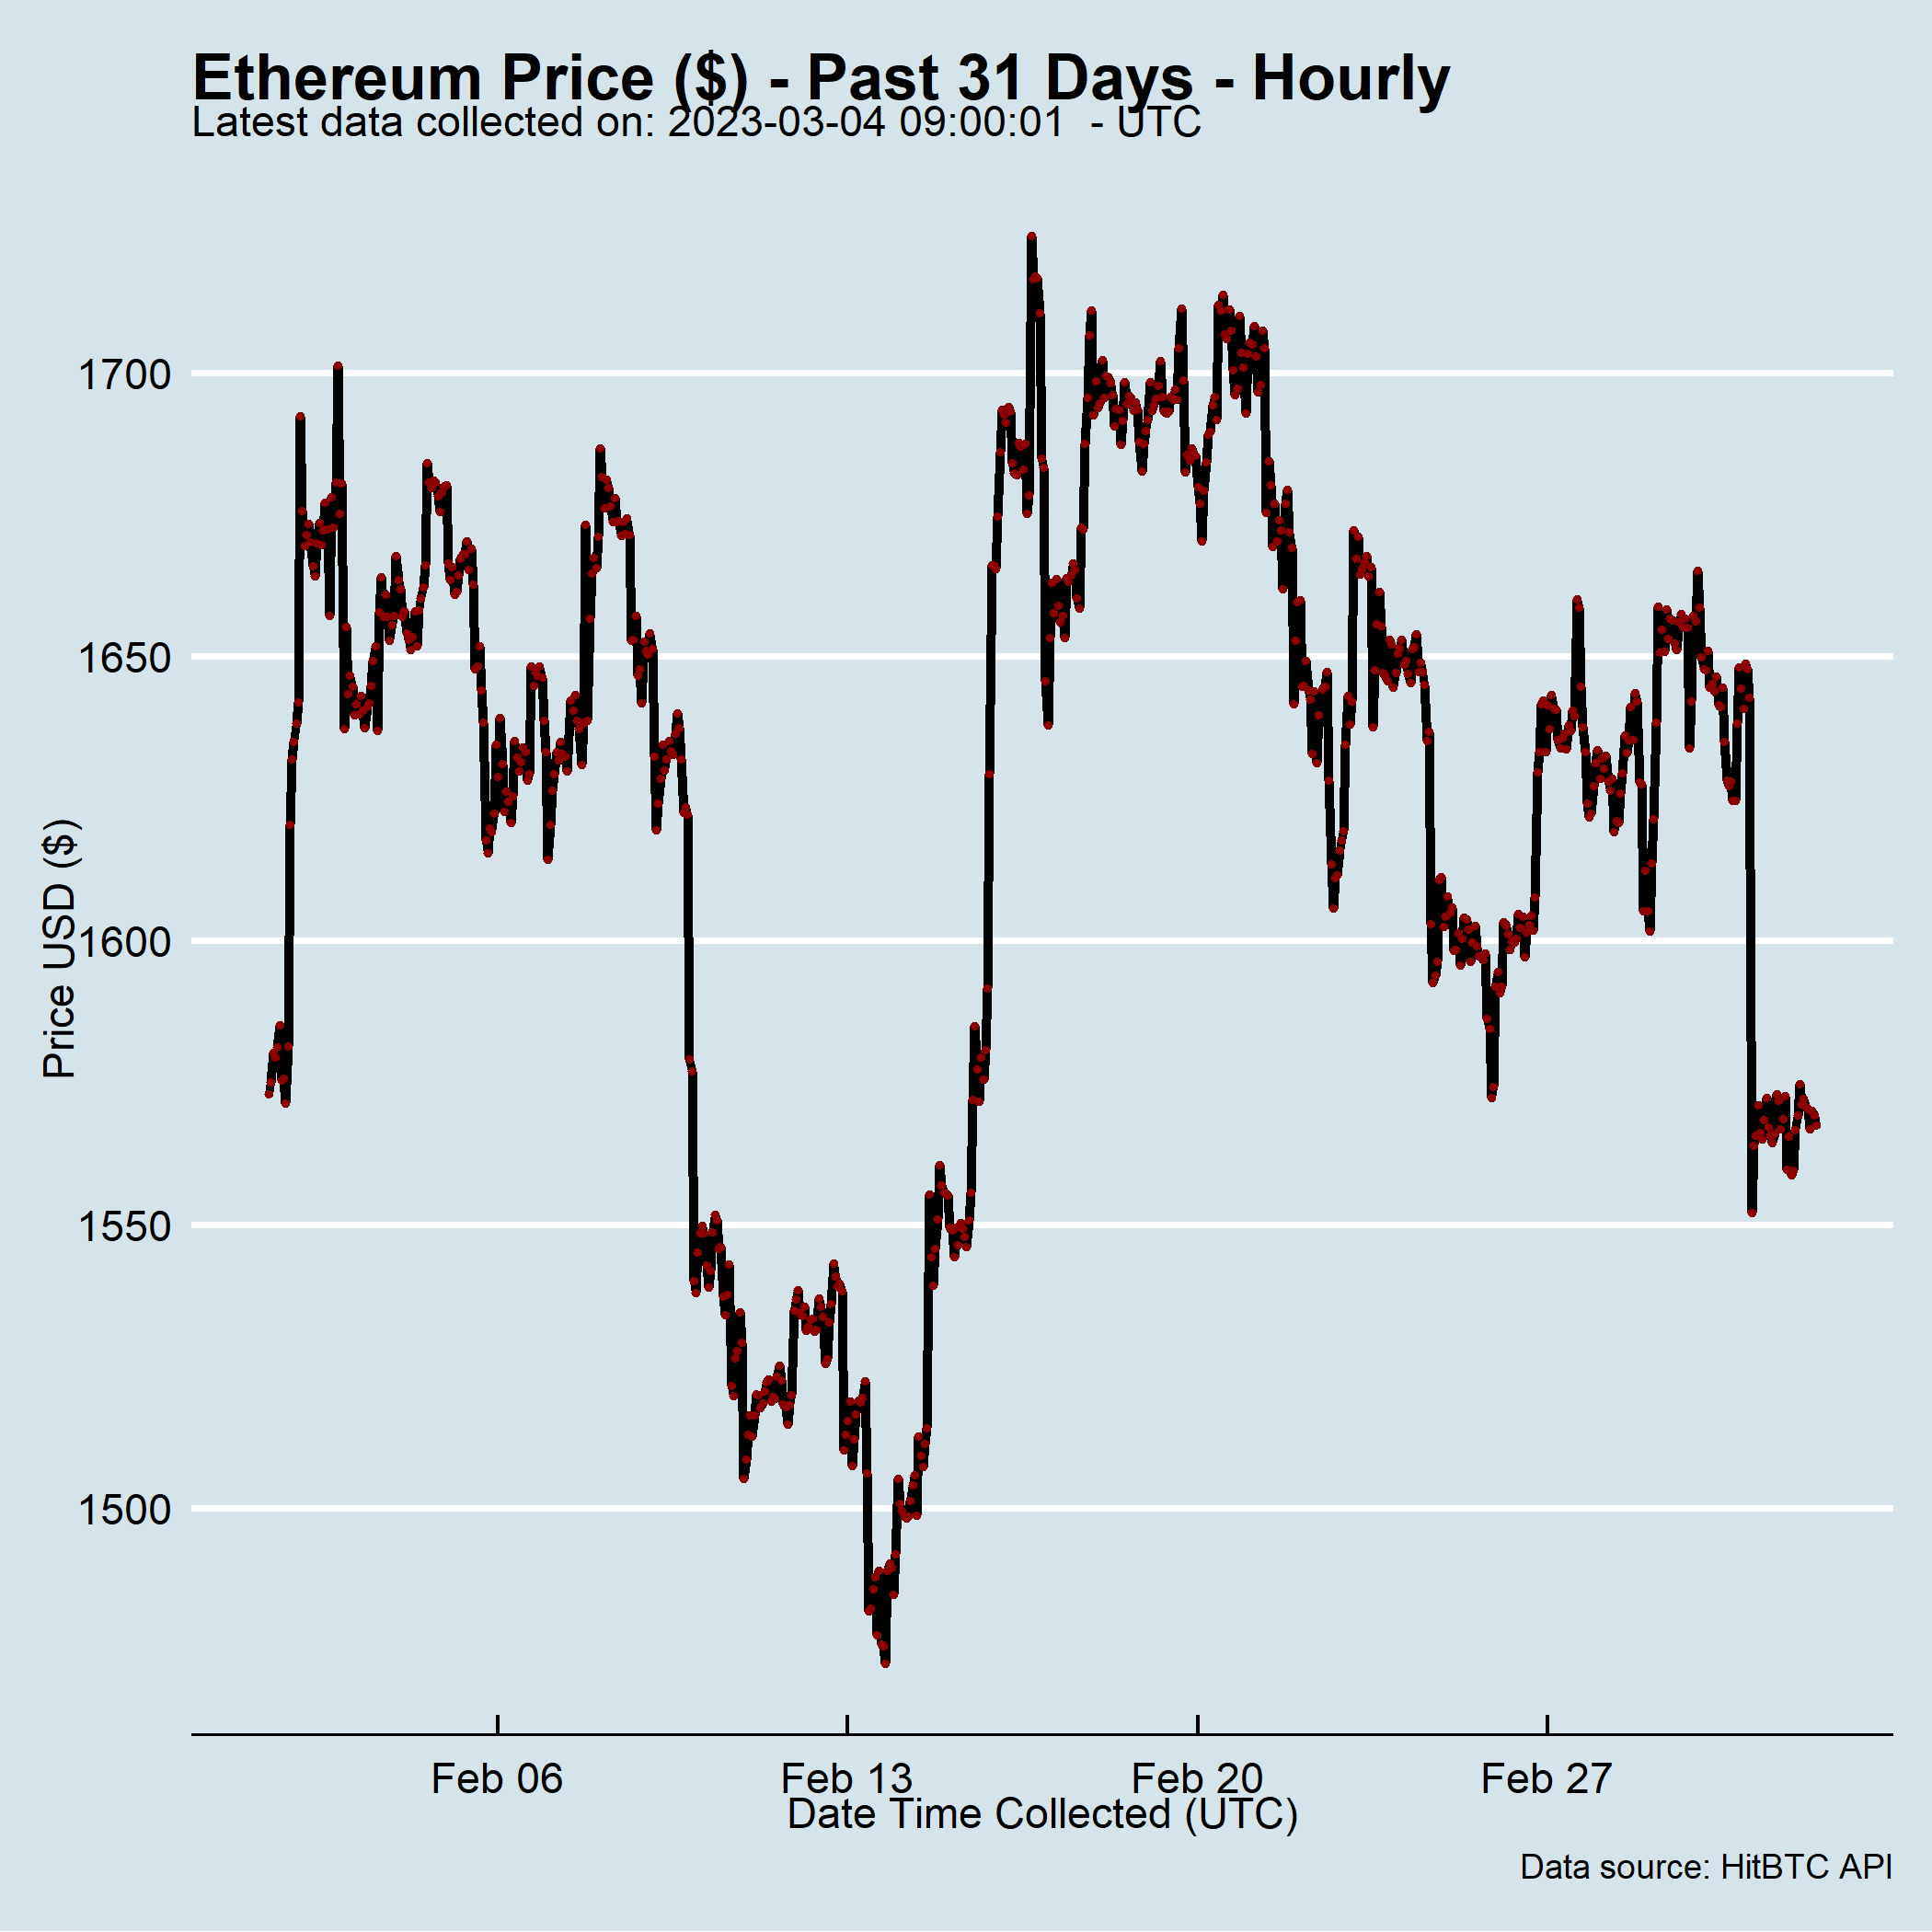 Ethereum Price ($) - Past 31 Days - Hourly
Latest data collected on: 2023-03-04 09:00:01  - UTC
Price USD ($)
1700
1650
1600
1550
1500
Feb 06
Feb 13
Feb 20
Feb 27
Date Time Collected (UTC)
Data source: HitBTC API